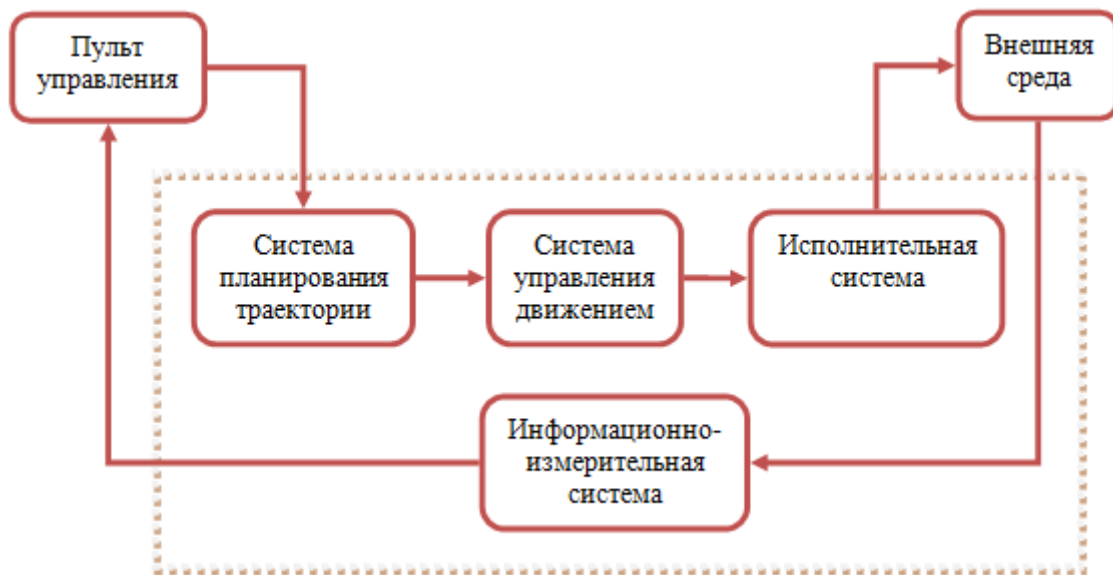 Пульт
управления
Внешняя
среда
Система
планирования
траектории
Система
управления
движением
Исполнительная
система
Информационно-
измерительная
система